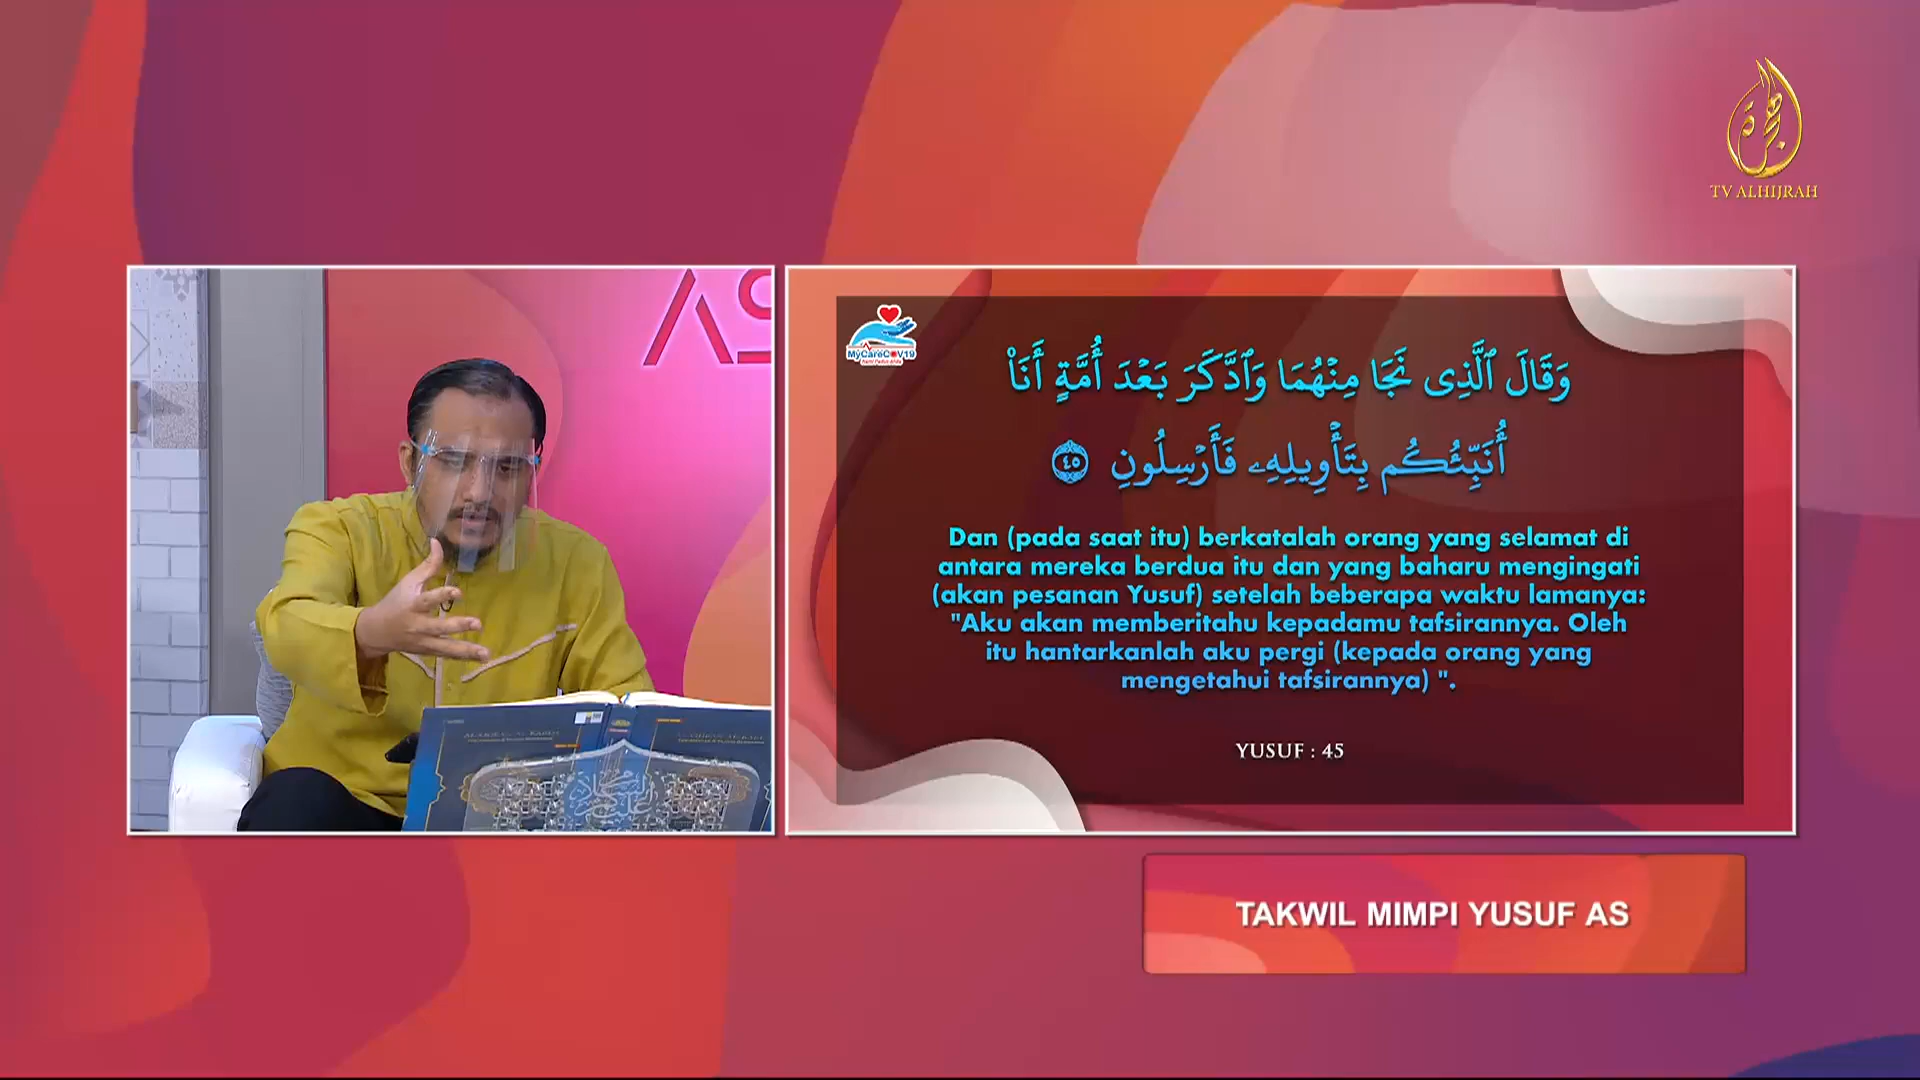 TV ALHIJRAH
AS
MyCareCOV19
وَقَالَ ٱلَّذِى نَجَا مِنْهُمَا وَٱدَّكَرَ بَعْدَ أُمَّةٍ أَنَا۠
أُنَبِّئُكُم بِتَأْوِيلِهِۦ فَأَرْسِلُونِ ٤٥
Dan (pada saat itu) berkatalah orang yang selamat di
antara mereka berdua itu dan yang baharu mengingati
(akan pesanan Yusuf) setelah beberapa waktu lamanya:
"Aku akan memberitahu kepadamu tafsirannya. Oleh
itu hantarkanlah aku pergi (kepada orang yang
mengetahui tafsirannya) ".
YUSUF : 45
TAKWIL MIMPI YUSUF AS